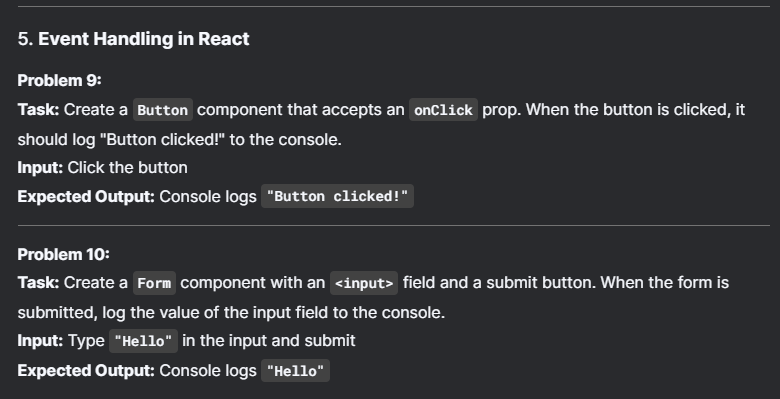 5. Event Handling in React
Problem 9:
Task: Create a Button component that accepts an onClick prop. When the button is clicked, it
should log "Button clicked!" to the console.
Input: Click the button
Expected Output: Console logs "Button clicked!"
Problem 10:
Task: Create a Form component with an <input> field and a submit button. When the form is
submitted, log the value of the input field to the console.
Input: Type "Hello" in the input and submit
Expected Output: Console logs "Hello"